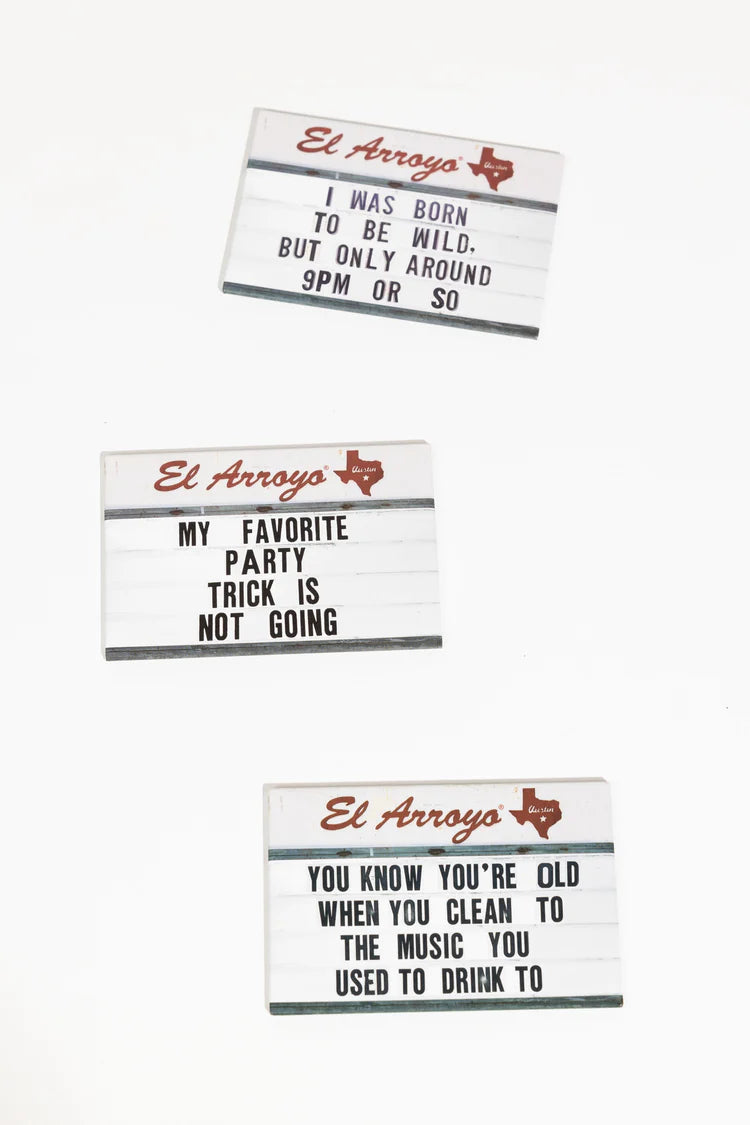 El Arroyo® Austin
I WAS BORN
TO BE WILD,
BUT ONLY AROUND
9PM OR SO
El Arroyo® Austin
MY FAVORITE
PARTY
TRICK IS
NOT GOING
El Arroyo® Austin
YOU KNOW YOU'RE OLD
WHEN YOU CLEAN TO
THE MUSIC YOU
USED TO DRINK TO